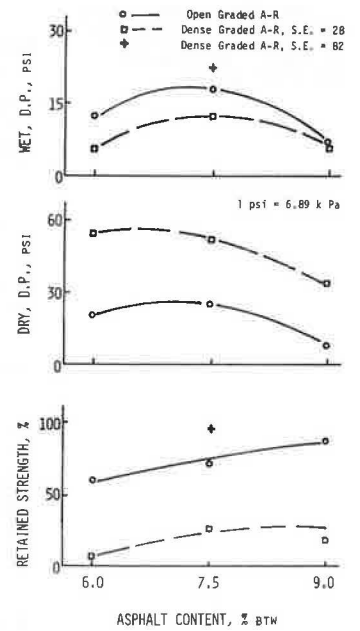 Open Graded A-R
Dense Graded A-R, S.E. = 28
Dense Graded A-R, S.E. = 82
30
15
0
WET, D.P., PSI
1 psi = 6.89 k Pa
60
30
0
DRY, D.P., PSI
100
50
0
RETAINED STRENGTH, %
6.0 7.5 9.0
ASPHALT CONTENT, % BTW